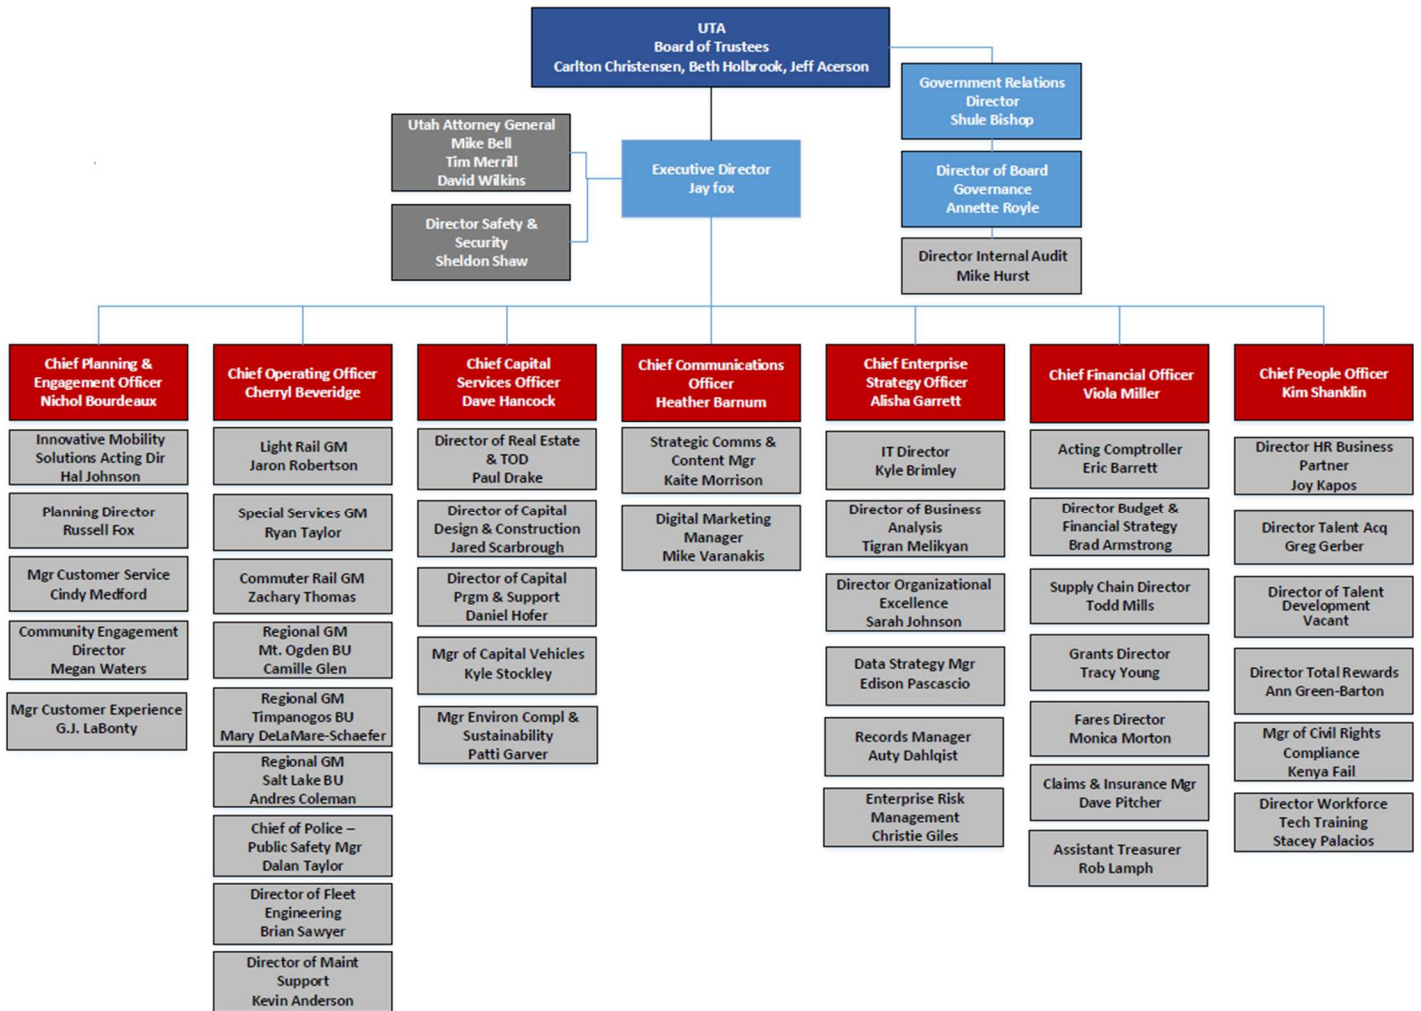 UTA
Board of Trustees
Carlton Christensen, Beth Holbrook, Jeff Acerson
Government Relations
Director
Shule Bishop
Utah Attorney General
Mike Bell
Tim Merrill
David Wilkins
Executive Director
Jay fox
Director of Board
Governance
Annette Royle
Director Safety &
Security
Sheldon Shaw
Director Internal Audit
Mike Hurst
Chief Planning &
Engagement Officer
Nichol Bourdeaux
Innovative Mobility
Solutions Acting Dir
Hal Johnson
Planning Director
Russell Fox
Mgr Customer Service
Cindy Medford
Community Engagement
Director
Megan Waters
Mgr Customer Experience
G.J. LaBonty
Chief Operating Officer
Cherryl Beveridge
Light Rail GM
Jaron Robertson
Special Services GM
Ryan Taylor
Commuter Rail GM
Zachary Thomas
Regional GM
Mt. Ogden BU
Camille Glen
Regional GM
Timpanogos BU
Mary DeLaMare-Schaefer
Regional GM
Salt Lake BU
Andres Coleman
Chief of Police –
Public Safety Mgr
Dalan Taylor
Director of Fleet
Engineering
Brian Sawyer
Director of Maint
Support
Kevin Anderson
Chief Capital
Services Officer
Dave Hancock
Director of Real Estate
& TOD
Paul Drake
Director of Capital
Design & Construction
Jared Scarbrough
Director of Capital
Prgm & Support
Daniel Hofer
Mgr of Capital Vehicles
Kyle Stockley
Mgr Environ Compl &
Sustainability
Patti Garver
Chief Communications
Officer
Heather Barnum
Strategic Comms &
Content Mgr
Kaite Morrison
Digital Marketing
Manager
Mike Varanakis
Chief Enterprise
Strategy Officer
Alisha Garrett
IT Director
Kyle Brimley
Director of Business
Analysis
Tigran Melikyan
Director Organizational
Excellence
Sarah Johnson
Data Strategy Mgr
Edison Pascascio
Records Manager
Auty Dahlqist
Enterprise Risk
Management
Christie Giles
Chief Financial Officer
Viola Miller
Acting Comptroller
Eric Barrett
Director Budget &
Financial Strategy
Brad Armstrong
Supply Chain Director
Todd Mills
Grants Director
Tracy Young
Fares Director
Monica Morton
Claims & Insurance Mgr
Dave Pitcher
Assistant Treasurer
Rob Lamph
Chief People Officer
Kim Shanklin
Director HR Business
Partner
Joy Kapos
Director Talent Acq
Greg Gerber
Director of Talent
Development
Vacant
Director Total Rewards
Ann Green-Barton
Mgr of Civil Rights
Compliance
Kenya Fail
Director Workforce
Tech Training
Stacey Palacios